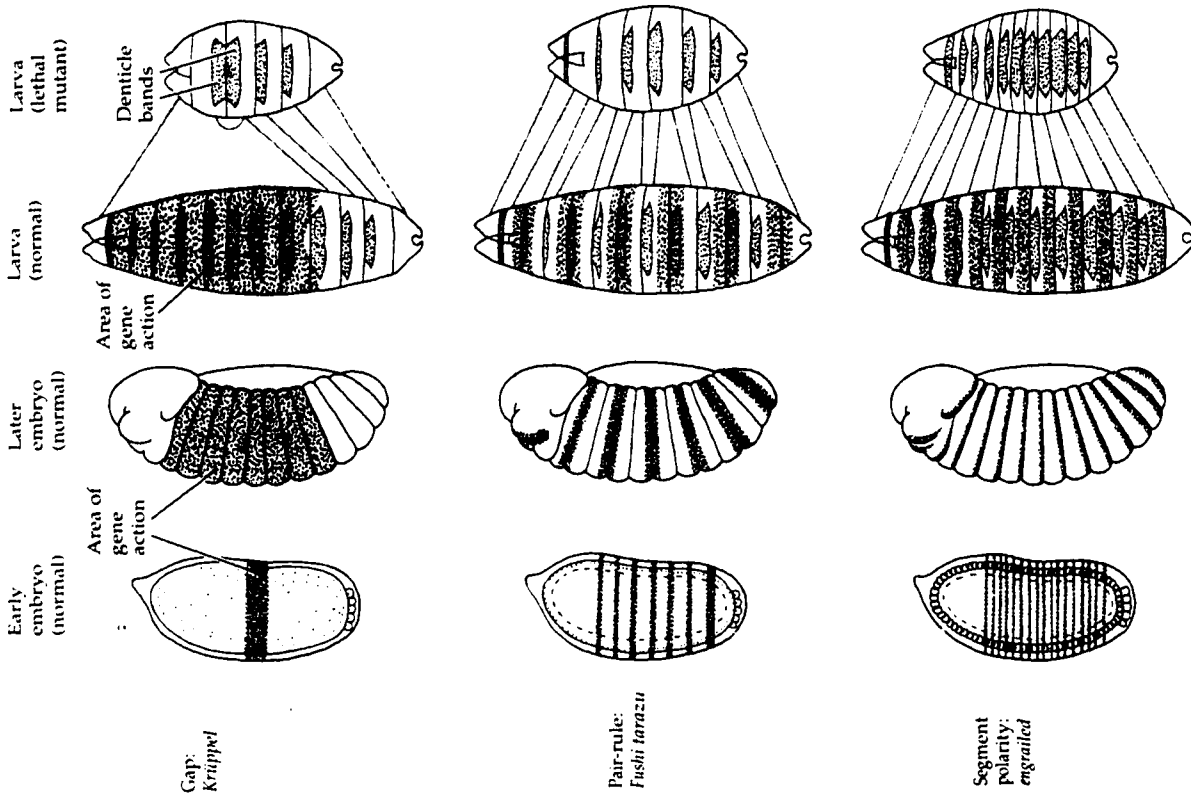 Early
embryo
(normal)
Later
embryo
(normal)
Larva
(normal)
Larva
(lethal
mutant)
Gap:
Krüppel
Area of
gene
action
Area of
gene
action
Denticle
bands
Pair-rule:
Fushi tarazu
Segment
polarity:
engrailed